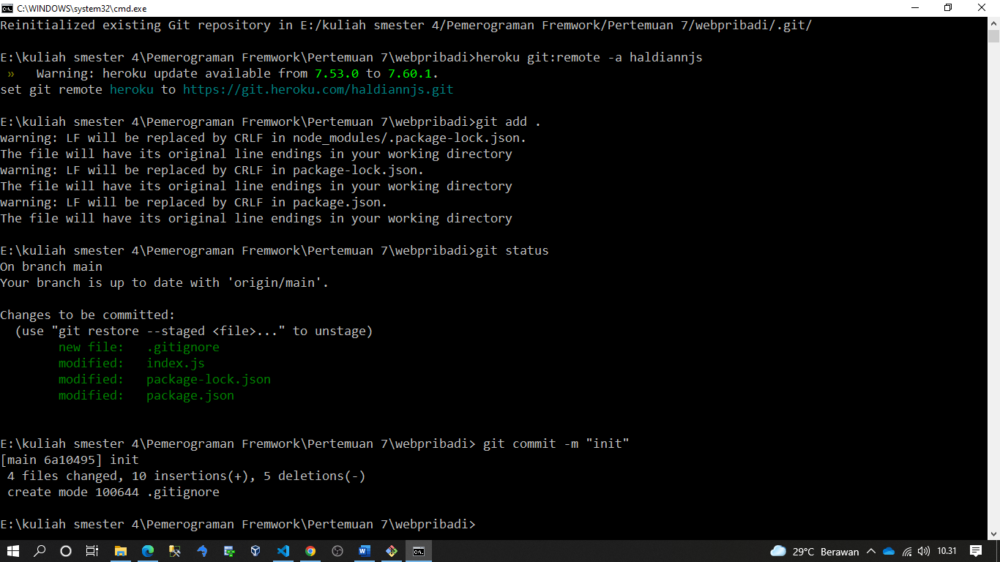 C:\WINDOWS\system32\cmd.exe
Reinitialized existing Git repository in E:/kuliah smester 4/Pemerograman Fremwork/Pertemuan 7/webpribadi/.git/
E:\kuliah smester 4\Pemerograman Fremwork\Pertemuan 7\webpribadi>heroku git:remote -a haldiannjs
» Warning: heroku update available from 7.53.0 to 7.60.1.
set git remote heroku to https://git.heroku.com/haldiannjs.git
E:\kuliah smester 4\Pemerograman Fremwork\Pertemuan 7\webpribadi>git add .
warning: LF will be replaced by CRLF in node_modules/.package-lock.json.
The file will have its original line endings in your working directory
warning: LF will be replaced by CRLF in package-lock.json.
The file will have its original line endings in your working directory
warning: LF will be replaced by CRLF in package.json.
The file will have its original line endings in your working directory
E:\kuliah smester 4\Pemerograman Fremwork\Pertemuan 7\webpribadi>git status
On branch main
Your branch is up to date with 'origin/main'.
Changes to be committed:
(use "git restore --staged <file>..." to unstage)
new file: .gitignore
modified: index.js
modified: package-lock.json
modified: package.json
E:\kuliah smester 4\Pemerograman Fremwork\Pertemuan 7\webpribadi> git commit -m "init"
[main 6a10495] init
4 files changed, 10 insertions(+), 5 deletions(-)
create mode 100644 .gitignore
E:\kuliah smester 4\Pemerograman Fremwork\Pertemuan 7\webpribadi>
29°C Berawan 10.31